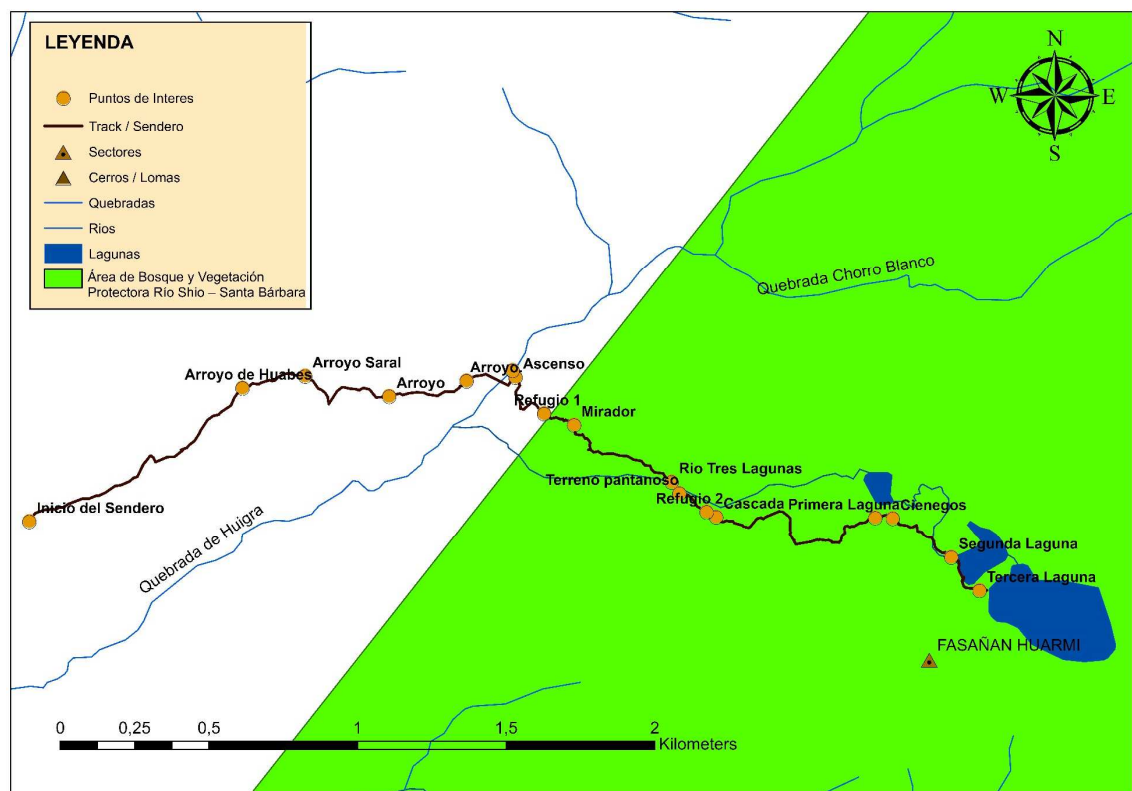 LEYENDA
Puntos de Interes
Track / Sendero
Sectores
Cerros / Lomas
Quebradas
Rios
Lagunas
Área de Bosque y Vegetación
Protectora Río Shio – Santa Bárbara
N
W E
S
Quebrada Chorro Blanco
Arroyo Saral
Arroyo de Huabes
Arroyo
Arroyo
Ascenso
Refugio 1
Mirador
Rio Tres Lagunas
Terreno pantanoso
Refugio 2
Cascada
Primera Laguna
Cienegos
Inicio del Sendero
Quebrada de Huigra
Segunda Laguna
Tercera Laguna
FASAÑAN HUARMI
0 0,25 0,5 1 1,5 2
Kilometers